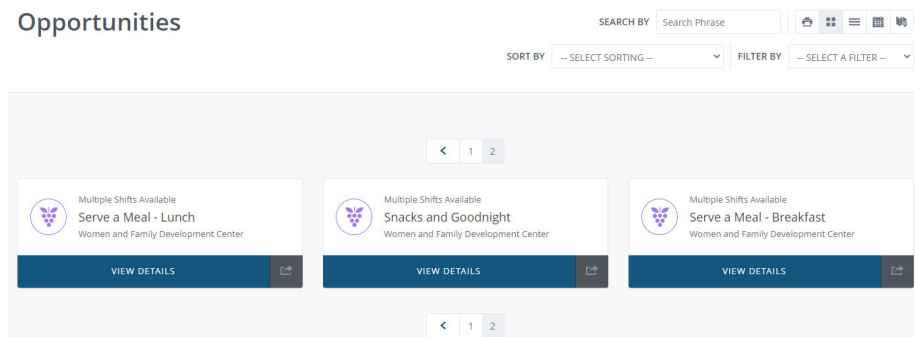 Opportunities
SEARCH BY Search Phrase
SORT BY -- SELECT SORTING -- FILTER BY -- SELECT A FILTER --
1 2
Multiple Shifts Available
Serve a Meal - Lunch
Women and Family Development Center
VIEW DETAILS
Multiple Shifts Available
Snacks and Goodnight
Women and Family Development Center
VIEW DETAILS
Multiple Shifts Available
Serve a Meal - Breakfast
Women and Family Development Center
VIEW DETAILS
1 2